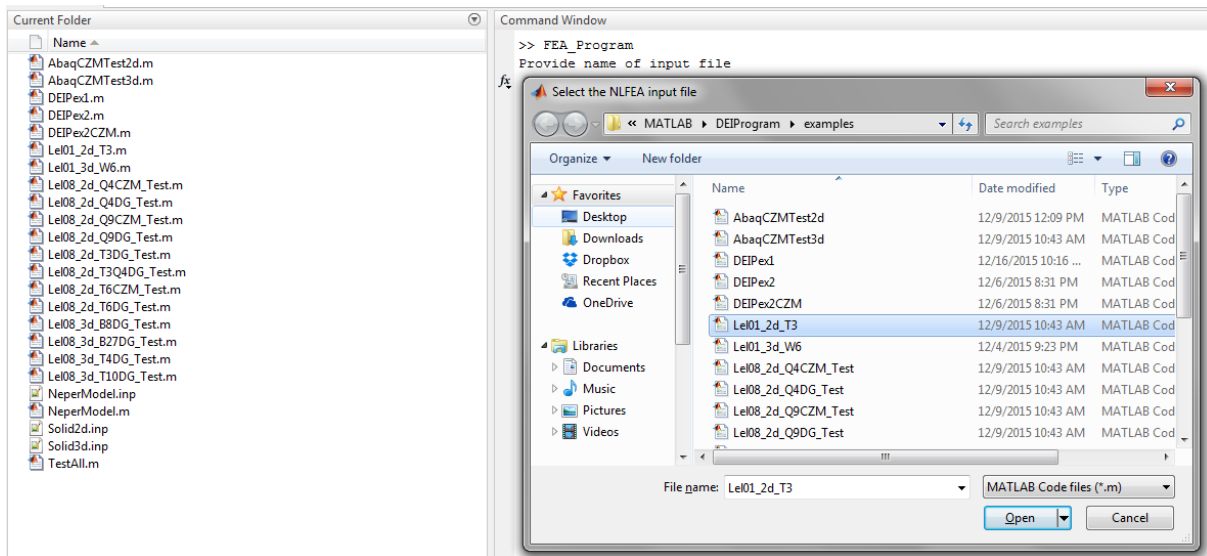 Current Folder
Name
AbaqCZMTest2d.m
AbaqCZMTest3d.m
DEIPex1.m
DEIPex2.m
DEIPex2CZM.m
Lel01_2d_T3.m
Lel01_3d_W6.m
Lel08_2d_Q4CZM_Test.m
Lel08_2d_Q4DG_Test.m
Lel08_2d_Q9CZM_Test.m
Lel08_2d_Q9DG_Test.m
Lel08_2d_T3DG_Test.m
Lel08_2d_T3Q4DG_Test.m
Lel08_2d_T6CZM_Test.m
Lel08_2d_T6DG_Test.m
Lel08_3d_B8DG_Test.m
Lel08_3d_B27DG_Test.m
Lel08_3d_T4DG_Test.m
Lel08_3d_T10DG_Test.m
NeperModel.inp
NeperModel.m
Solid2d.inp
Solid3d.inp
TestAll.m
Command Window
>> FEA_Program
Provide name of input file
fx
Select the NLFEA input file
« MATLAB ▸ DEIProgram ▸ examples
Search examples
Organize New folder
Favorites
Desktop
Downloads
Dropbox
Recent Places
OneDrive
Libraries
Documents
Music
Pictures
Videos
Name Date modified Type
AbaqCZMTest2d 12/9/2015 12:09 PM MATLAB Cod
AbaqCZMTest3d 12/9/2015 10:43 AM MATLAB Cod
DEIPex1 12/16/2015 10:16 ... MATLAB Cod
DEIPex2 12/6/2015 8:31 PM MATLAB Cod
DEIPex2CZM 12/6/2015 8:31 PM MATLAB Cod
Lel01_2d_T3 12/9/2015 10:43 AM MATLAB Cod
Lel01_3d_W6 12/4/2015 9:23 PM MATLAB Cod
Lel08_2d_Q4CZM_Test 12/9/2015 10:43 AM MATLAB Cod
Lel08_2d_Q4DG_Test 12/9/2015 10:43 AM MATLAB Cod
Lel08_2d_Q9CZM_Test 12/9/2015 10:43 AM MATLAB Cod
Lel08_2d_Q9DG_Test 12/9/2015 10:43 AM MATLAB Cod
File name: Lel01_2d_T3
MATLAB Code files (*.m)
Open Cancel